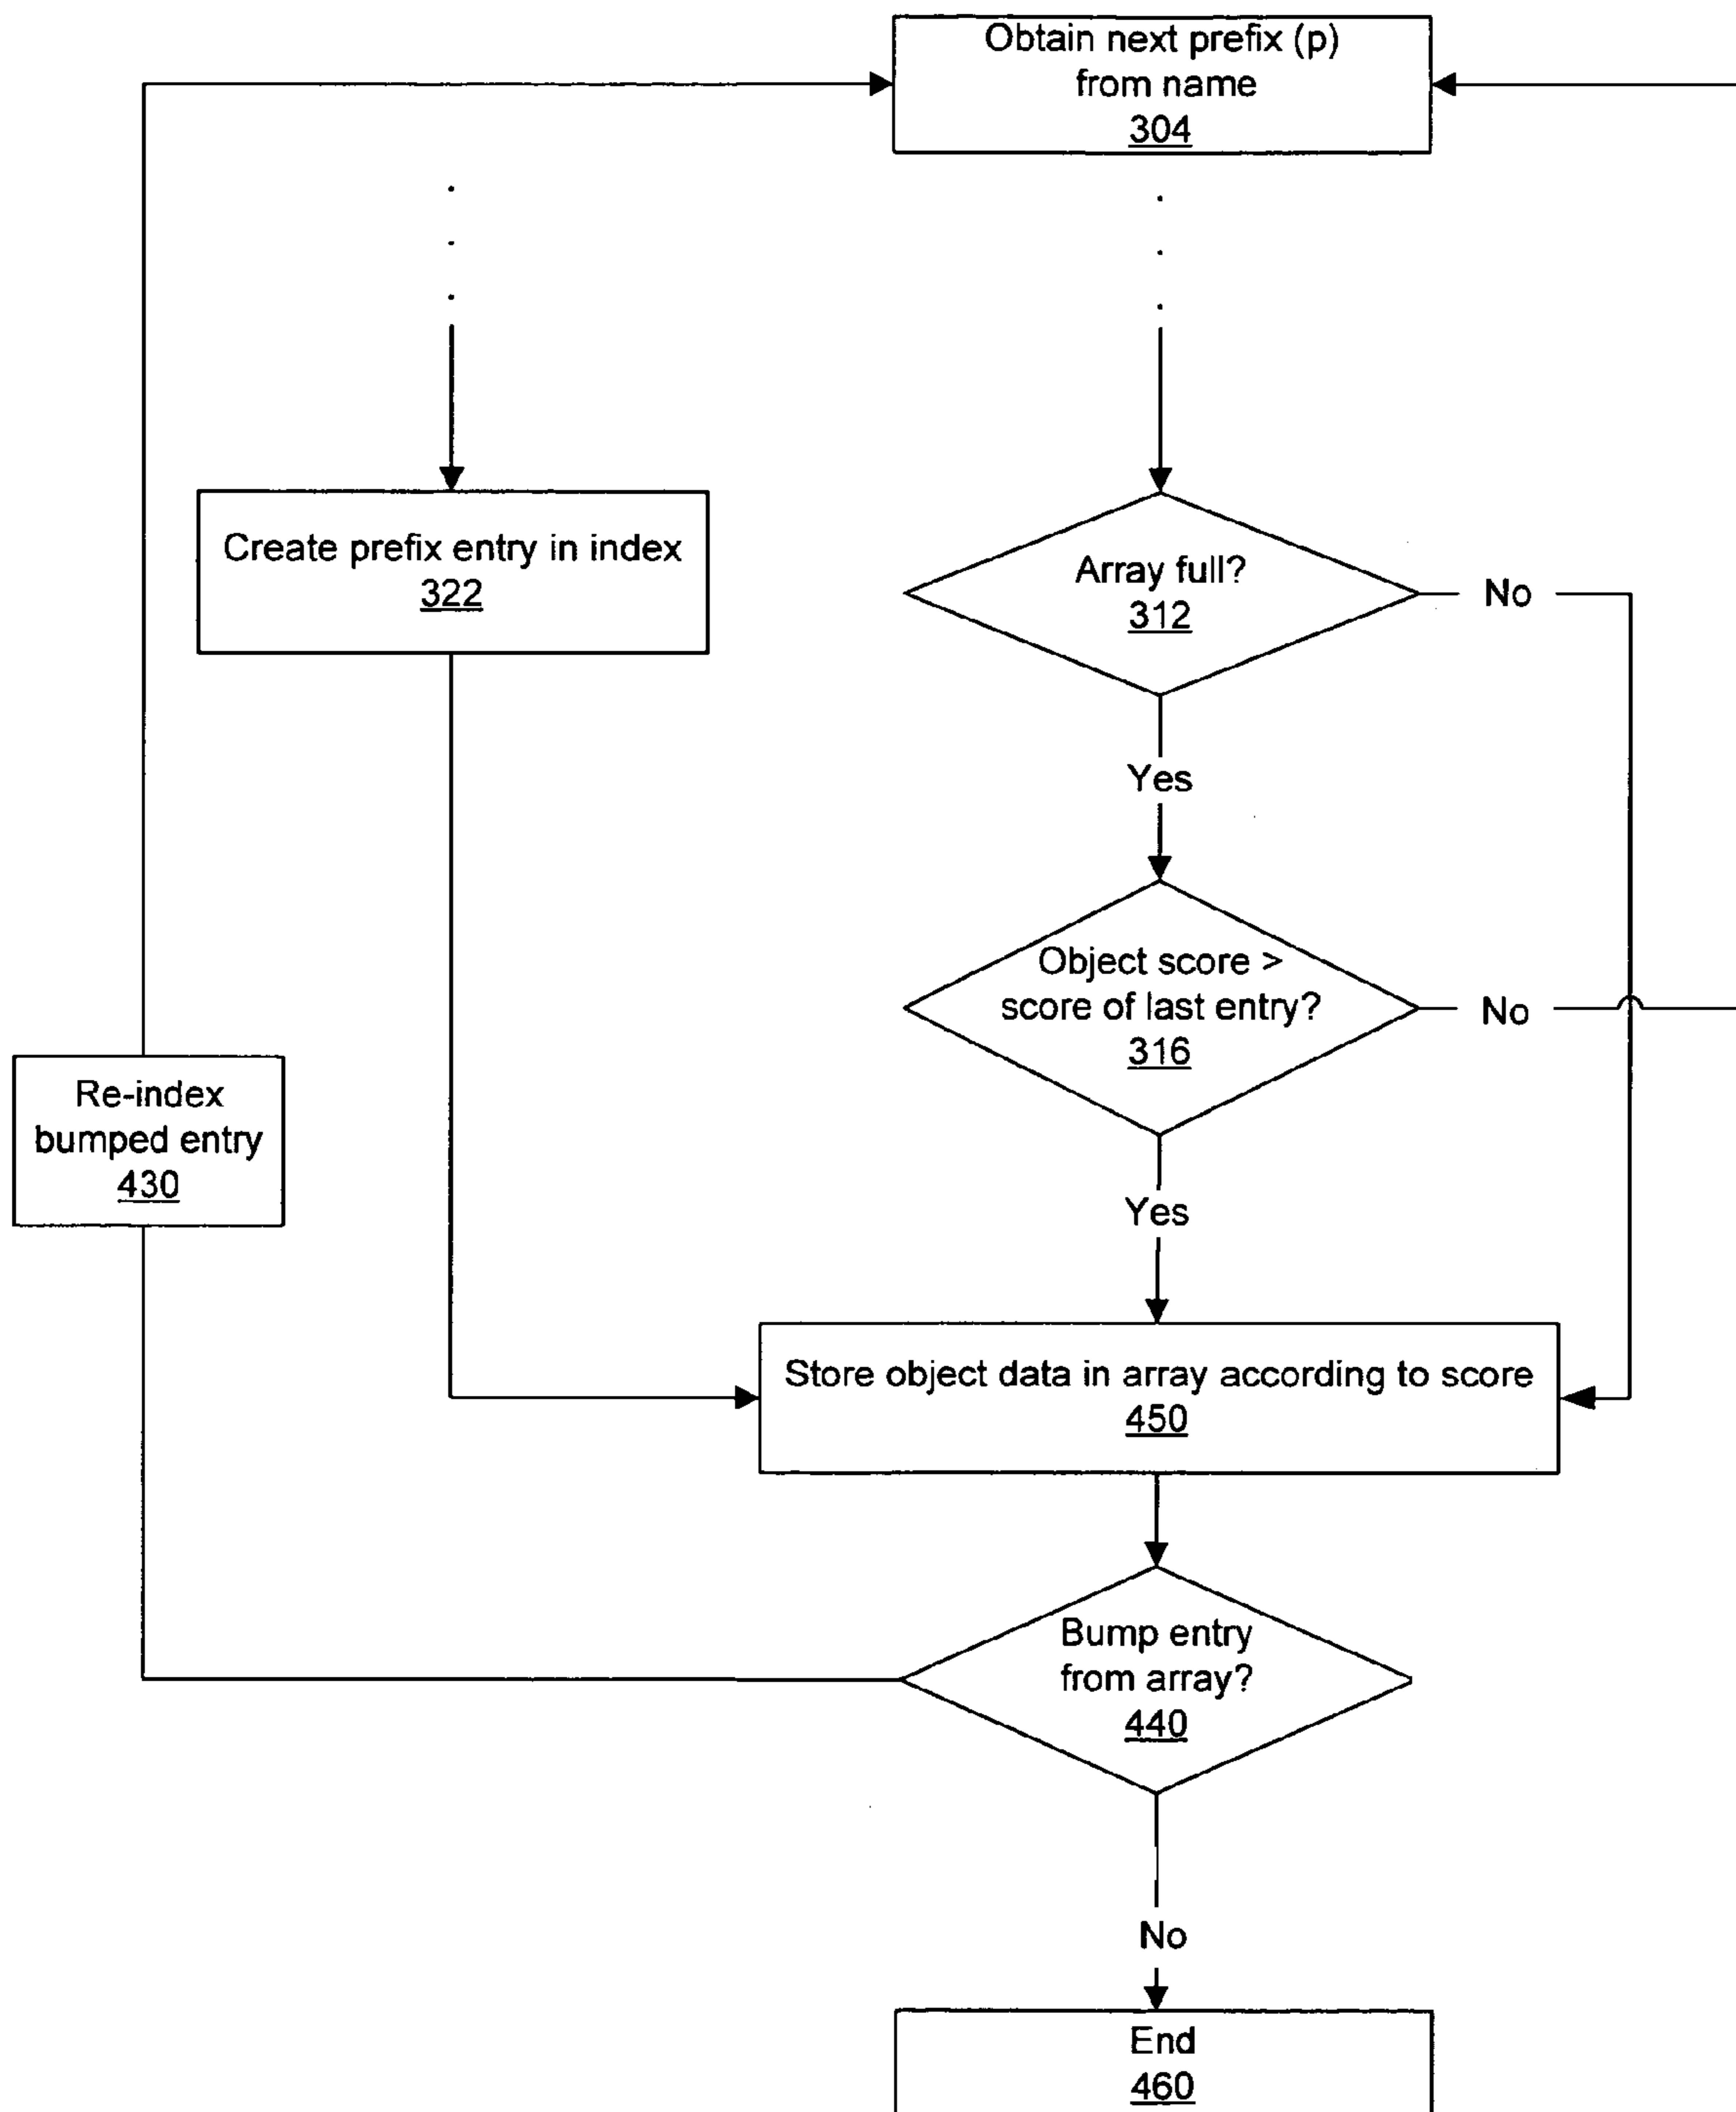 Obtain next prefix (p)
from name
304
Create prefix entry in index
322
Array full?
312
No
Yes
Object score >
score of last entry?
316
No
Re-index
bumped entry
430
Yes
Store object data in array according to score
450
Bump entry
from array?
440
No
End
460